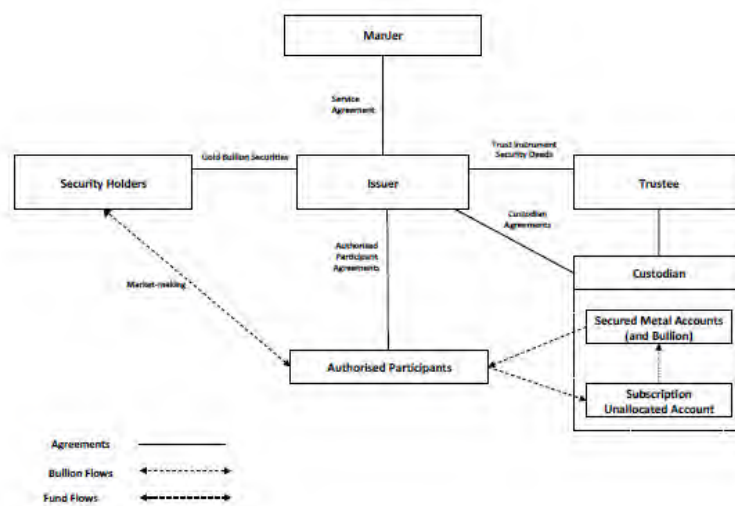 ManJer
Service
Agreement
Gold Bullion Securities
Trust Instrument
Security Deeds
Security Holders
Issuer
Trustee
Custodian
Agreements
Authorised
Participant
Agreements
Custodian
Market-making
Secured Metal Accounts
(and Bullion)
Authorised Participants
Subscription
Unallocated Account
Agreements
Bullion Flows
Fund Flows